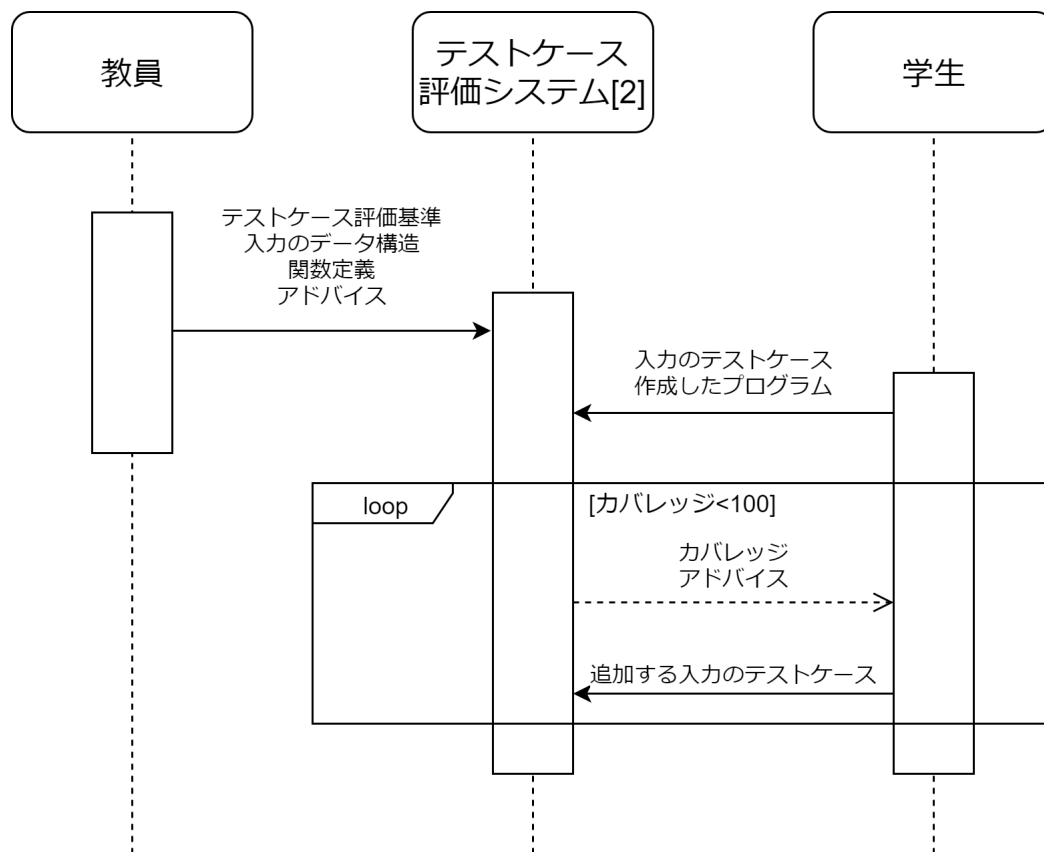 教員
テストケース
評価システム[2]
学生
テストケース評価基準
入力のデータ構造
関数定義
アドバイス
入力のテストケース
作成したプログラム
loop
[カバレッジ<100]
カバレッジ
アドバイス
追加する入力のテストケース